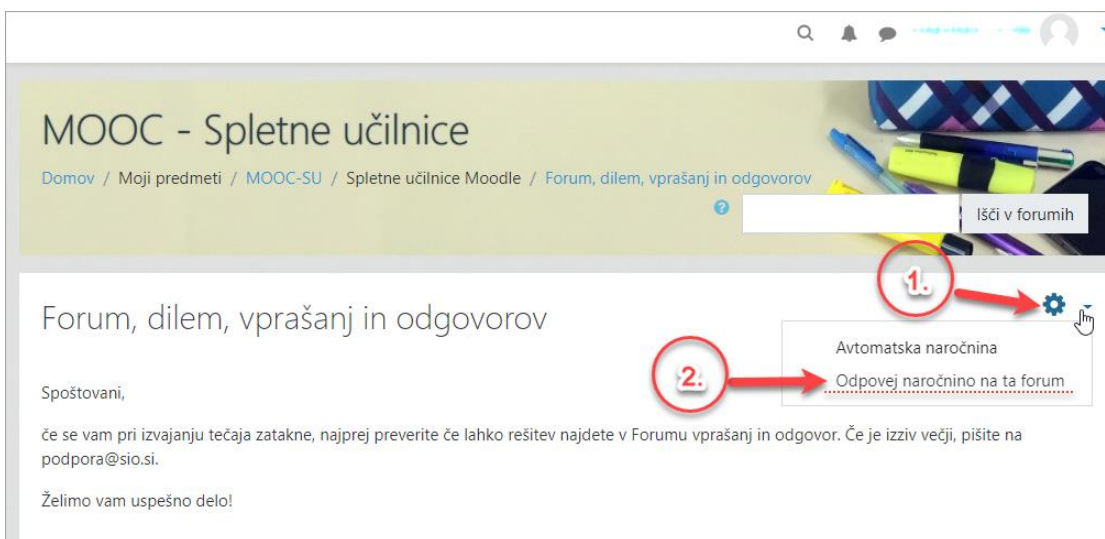 MOOC - Spletne učilnice
Domov / Moji predmeti / MOOC-SU / Spletne učilnice Moodle / Forum, dilem, vprašanj in odgovorov
Išči v forumih
1.
Forum, dilem, vprašanj in odgovorov
Avtomatska naročnina
2.
Odpovej naročnino na ta forum
Spoštovani,
če se vam pri izvajanju tečaja zatakne, najprej preverite če lahko rešitev najdete v Forumu vprašanj in odgovor. Če je izziv večji, pišite na
podpora@sio.si.
Želimo vam uspešno delo!